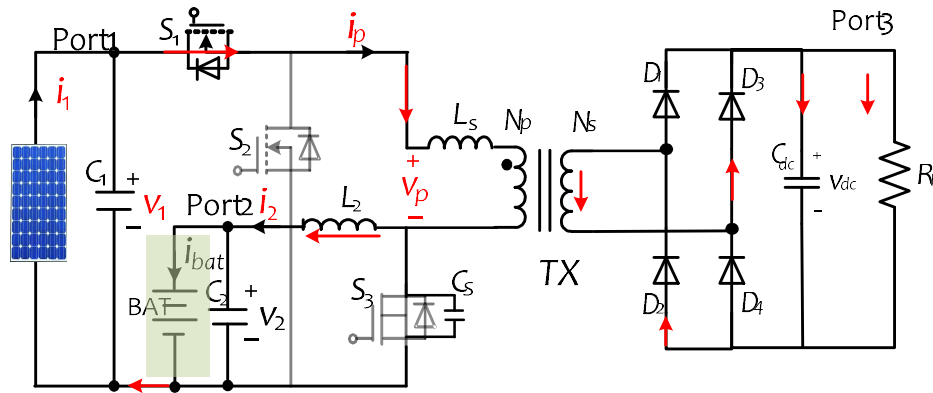 Port1
S1
ip
Port3
i1
C1
+
v1
-
S2
Ls
Np
Ns
+
vp
-
D1
D3
Cdc
+
vdc
-
Port2
i2
L2
ibat
BAT
C2
+
v2
-
S3
Cs
TX
D2
D4